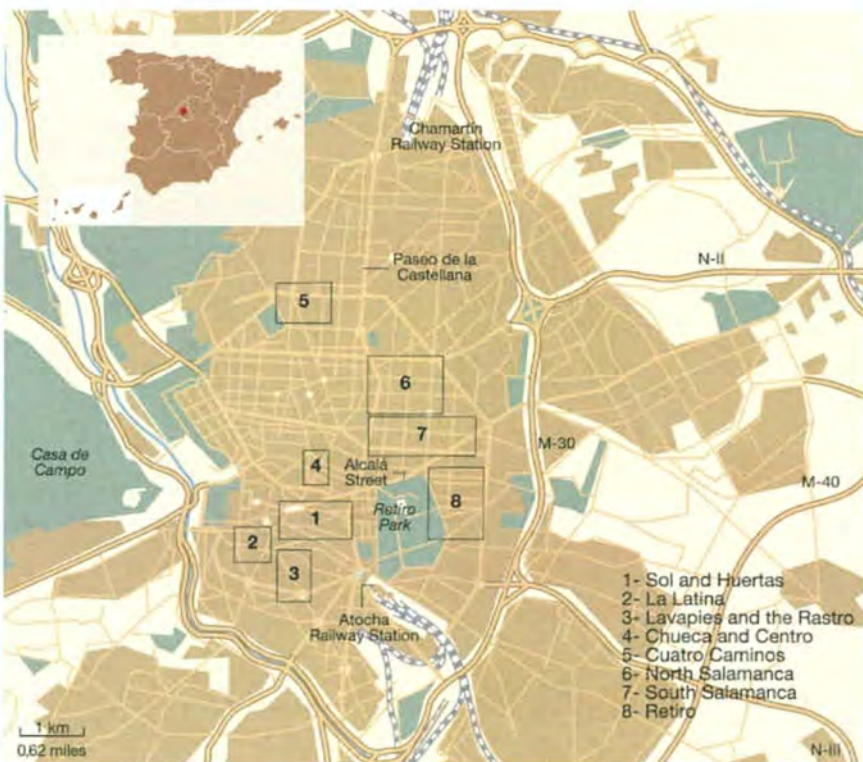 Chamartín
Railway Station
Paseo de la
Castellana
N-II
5
6
7
Casa de
Campo
4
Alcalá
Street
M-30
M-40
Retiro
Park
8
1
2
3
Atocha
Railway Station
1- Sol and Huertas
2- La Latina
3- Lavapies and the Rastro
4- Chueca and Centro
5- Cuatro Caminos
6- North Salamanca
7- South Salamanca
8- Retiro
1 km
0,62 miles
N-III